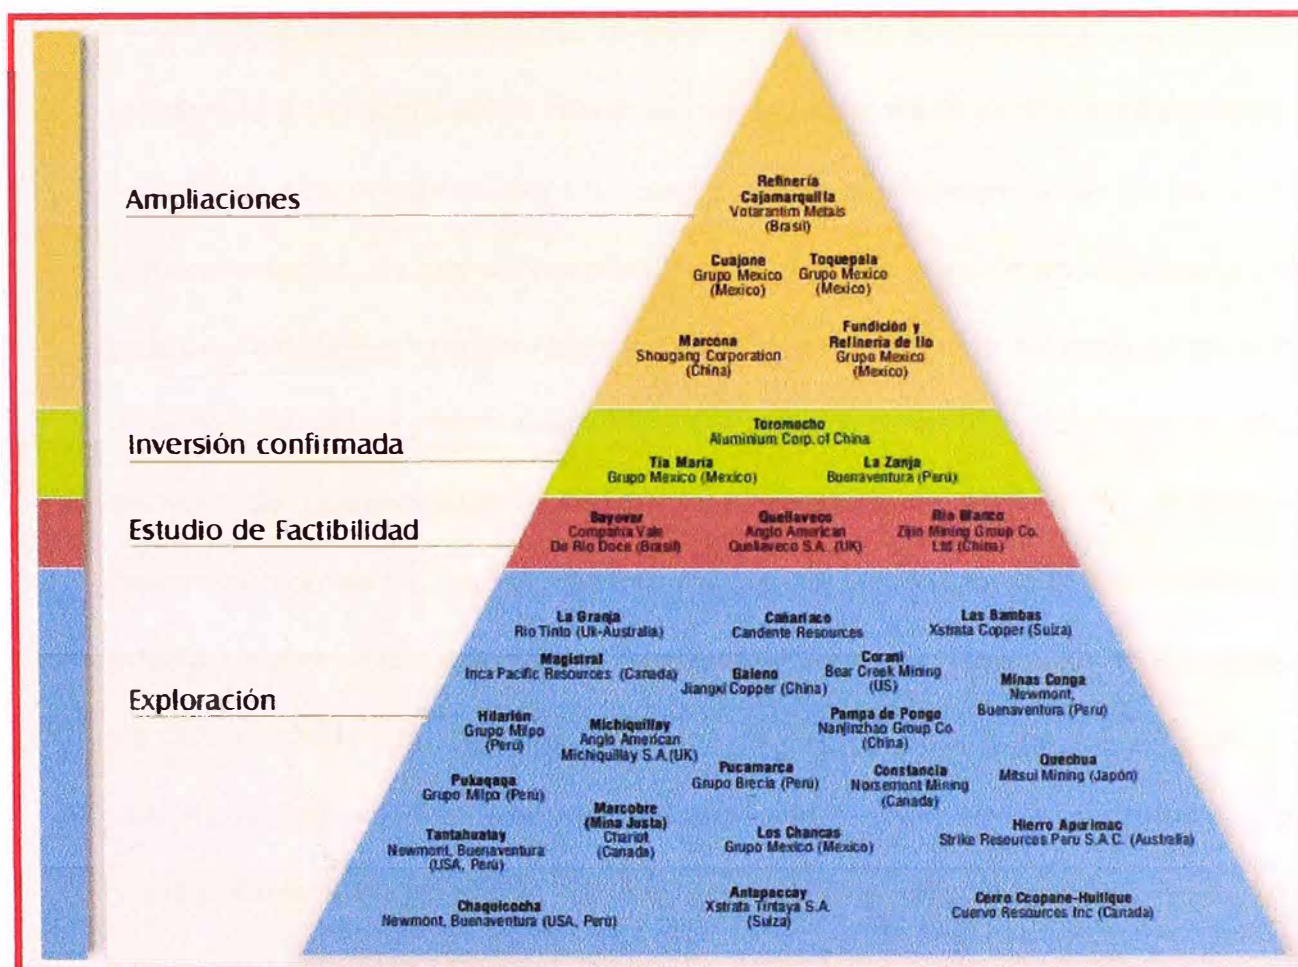 Ampliaciones
Refinería
Cajamarquilla
Votarantim Metais
(Brasil)
Cuajone
Grupo Mexico
(Mexico)
Toquepala
Grupo Mexico
(Mexico)
Marcona
Shougang Corporation
(China)
Fundición y
Refinería de Ilo
Grupo Mexico
(Mexico)
Inversión confirmada
Toromocho
Aluminium Corp. of China
Tía María
Grupo Mexico (Mexico)
La Zanja
Buenaventura (Perú)
Estudio de Factibilidad
Bayovar
Compañía Vale
Do Rio Doce (Brasil)
Quellaveco
Anglo American
Quellaveco S.A. (UK)
Río Blanco
Zijin Mining Group Co.
Ltd (China)
Exploración
La Granja
Rio Tinto (Uk-Australia)
Cañariaco
Candente Resources
Las Bambas
Xstrata Copper (Suiza)
Magistral
Inca Pacific Resources (Canada)
Galeno
Jiangxi Copper (China)
Corani
Bear Creek Mining
(US)
Minas Conga
Newmont,
Buenaventura (Peru)
Hilarión
Grupo Milpo
(Perú)
Michiquillay
Anglo American
Michiquillay S.A.(UK)
Pampa de Pongo
Nanjinzhao Group Co.
(China)
Pukaqaqa
Grupo Milpo (Perú)
Pucamarca
Grupo Brecia (Perú)
Constancia
Norsemont Mining
(Canada)
Quechua
Mitsui Mining (Japón)
Tantahuatay
Newmont, Buenaventura
(USA, Perú)
Marcobre
(Mina Justa)
Chariot
(Canada)
Los Chancas
Grupo Mexico (Mexico)
Hierro Apurimac
Strike Resources Peru S.A.C. (Australia)
Chaquicocha
Newmont, Buenaventura (USA, Perú)
Antapaccay
Xstrata Tintaya S.A.
(Suiza)
Cerro Ccopane-Huillque
Cuervo Resources Inc (Canada)